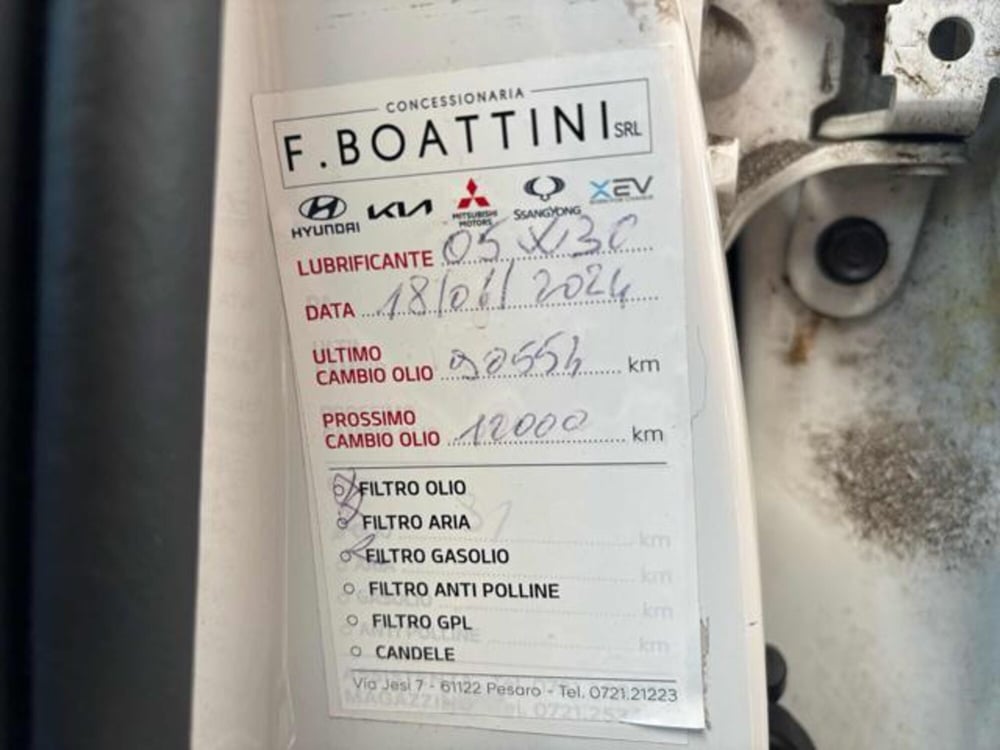 CONCESSIONARIA
F. BOATTINI SRL
HYUNDAI KIA MITSUBISHI MOTORS SSANGYONG XEV
LUBRIFICANTE 05 X 30
DATA 18/01/2024
ULTIMO
CAMBIO OLIO 90554 km
PROSSIMO
CAMBIO OLIO 12000 km
FILTRO OLIO
FILTRO ARIA
FILTRO GASOLIO
FILTRO ANTI POLLINE
FILTRO GPL
CANDELE
Via Jesi 7 - 61122 Pesaro - Tel. 0721.21223